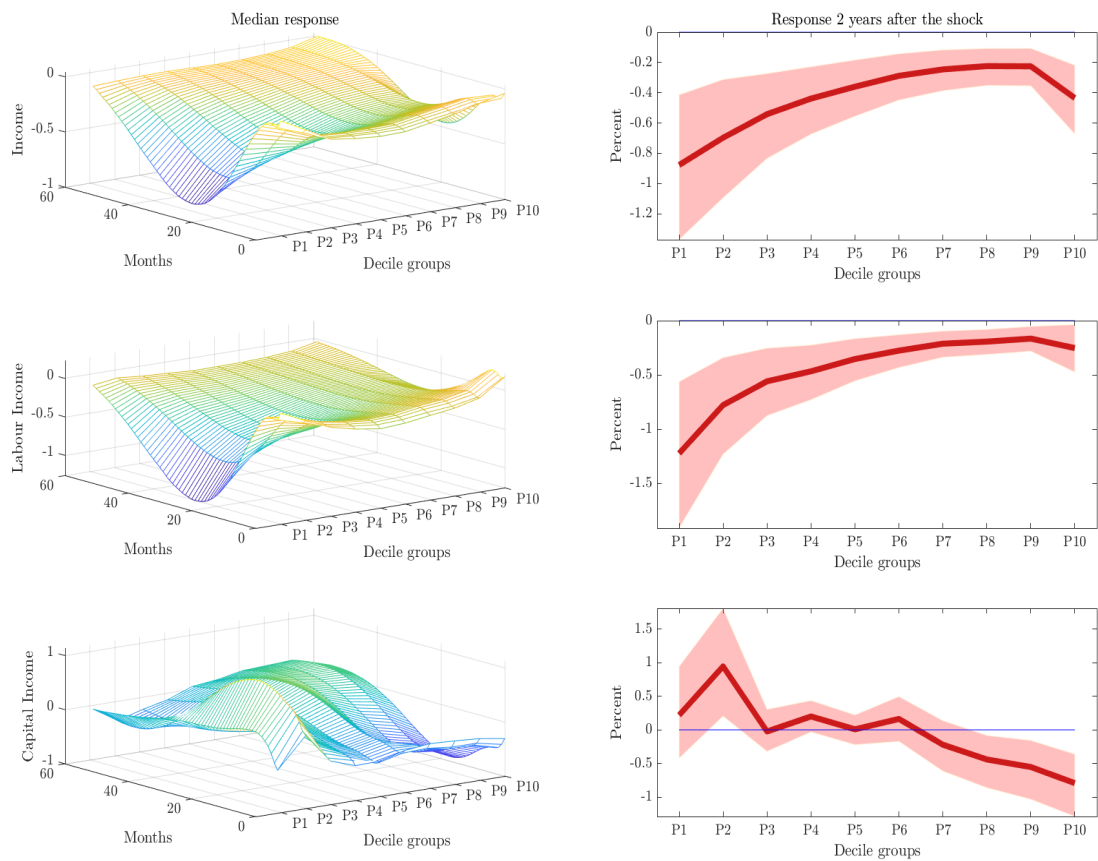 Median response
0
-0.5
-1
Income
60
40
20
0
Months
P1 P2 P3 P4 P5 P6 P7 P8 P9 P10
Decile groups
Response 2 years after the shock
0
-0.2
-0.4
-0.6
-0.8
-1
-1.2
Percent
P1 P2 P3 P4 P5 P6 P7 P8 P9 P10
Decile groups
0
-0.5
-1
Labour Income
60
40
20
0
Months
P1 P2 P3 P4 P5 P6 P7 P8 P9 P10
Decile groups
0
-0.5
-1
-1.5
Percent
P1 P2 P3 P4 P5 P6 P7 P8 P9 P10
Decile groups
1
0
-1
Capital Income
60
40
20
0
Months
P1 P2 P3 P4 P5 P6 P7 P8 P9 P10
Decile groups
1.5
1
0.5
0
-0.5
-1
Percent
P1 P2 P3 P4 P5 P6 P7 P8 P9 P10
Decile groups